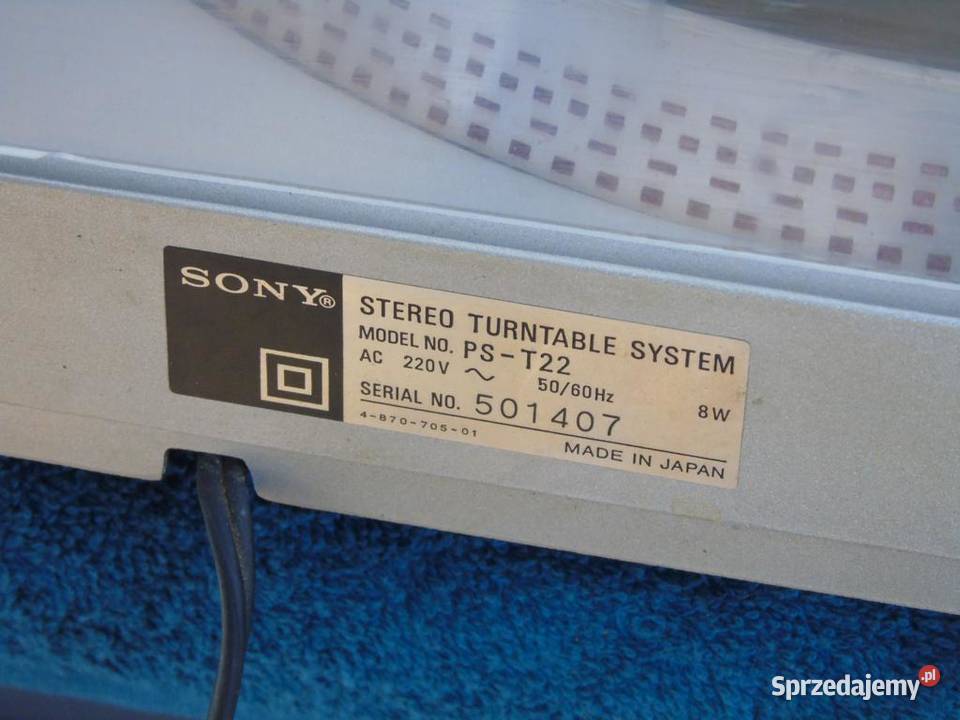 SONY®
STEREO TURNTABLE SYSTEM
MODEL NO. PS-T22
AC 220V ~ 50/60Hz 8W
SERIAL NO. 501407
4-870-705-01
MADE IN JAPAN
Sprzedajemy.pl